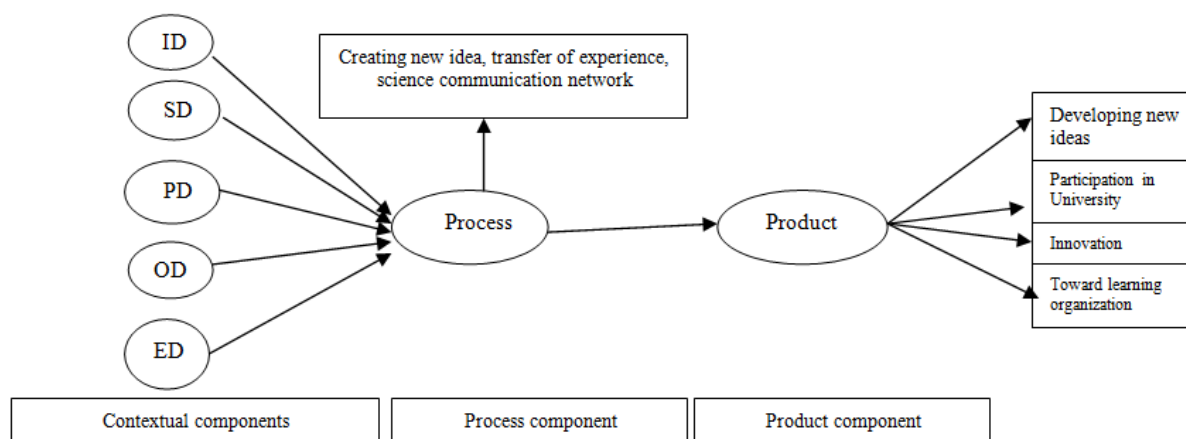 ID
SD
PD
OD
ED
Creating new idea, transfer of experience,
science communication network
Process
Product
Developing new
ideas
Participation in
University
Innovation
Toward learning
organization
Contextual components
Process component
Product component